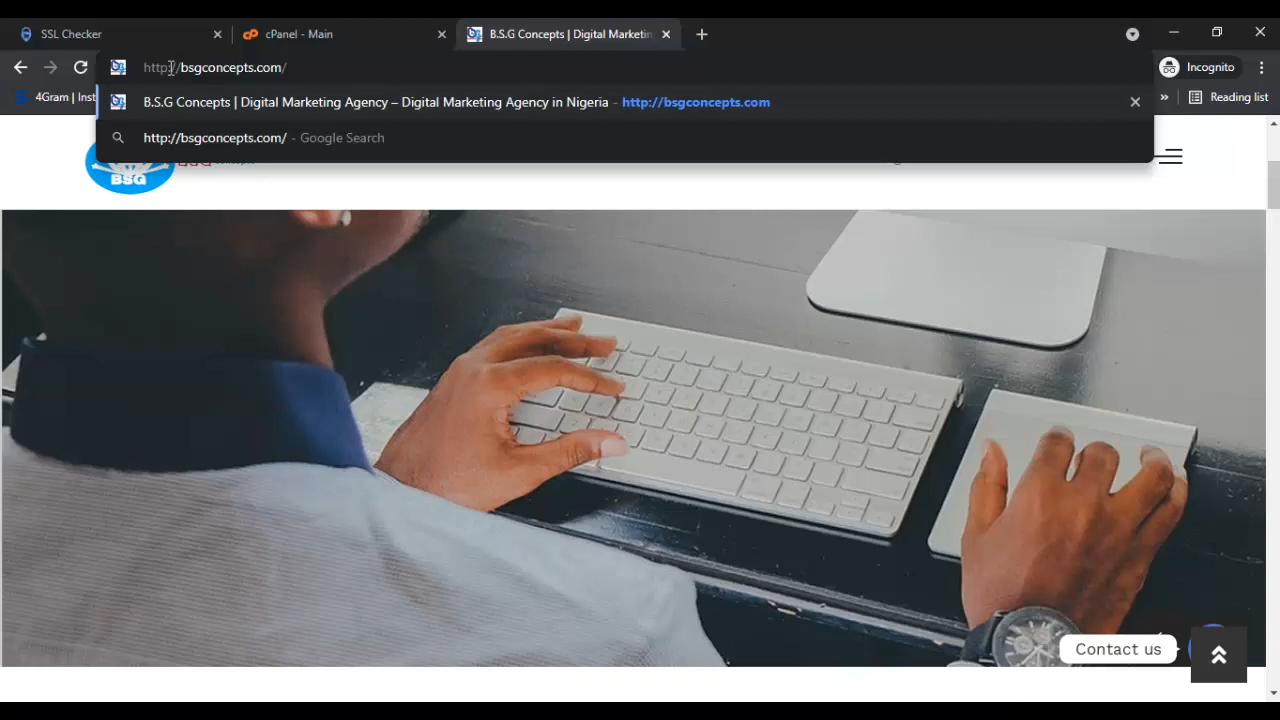 SSL Checker
cPanel - Main
B.S.G Concepts | Digital Marketin
http://bsgconcepts.com/
Incognito
4Gram | Inst
B.S.G Concepts | Digital Marketing Agency – Digital Marketing Agency in Nigeria - http://bsgconcepts.com
» Reading list
http://bsgconcepts.com/ - Google Search
BSG
Contact us